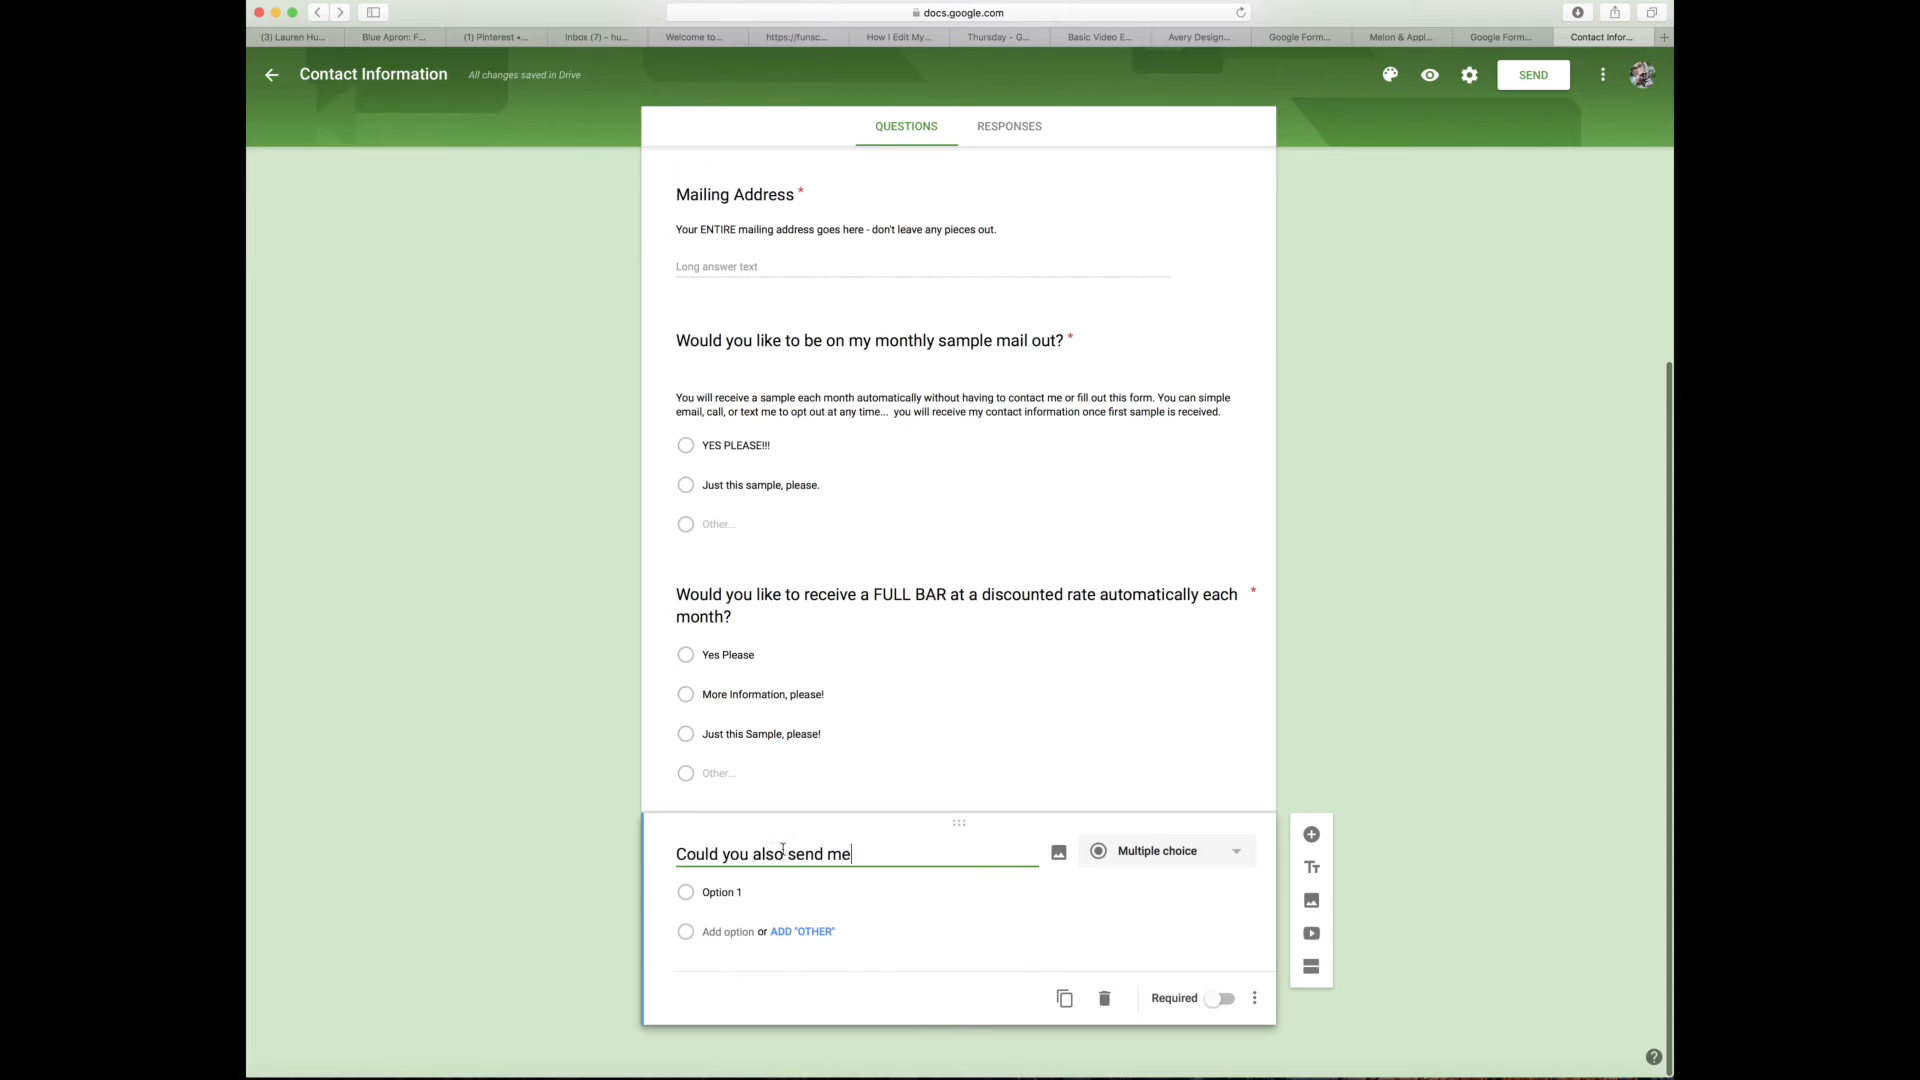 docs.google.com
(3) Lauren Hu...
Blue Apron: F...
(1) Pinterest •...
Inbox (7) - hu...
Welcome to...
https://funsc...
How I Edit My...
Thursday - G...
Basic Video E...
Avery Design...
Google Form...
Melon & Appl...
Google Form...
Contact Infor...
Contact Information
All changes saved in Drive
SEND
QUESTIONS
RESPONSES
Mailing Address *
Your ENTIRE mailing address goes here - don't leave any pieces out.
Long answer text
Would you like to be on my monthly sample mail out? *
You will receive a sample each month automatically without having to contact me or fill out this form. You can simple
email, call, or text me to opt out at any time... you will receive my contact information once first sample is received.
YES PLEASE!!!
Just this sample, please.
Other...
Would you like to receive a FULL BAR at a discounted rate automatically each *
month?
Yes Please
More Information, please!
Just this Sample, please!
Other...
Could you also send me
Multiple choice
Option 1
Add option or ADD "OTHER"
Required